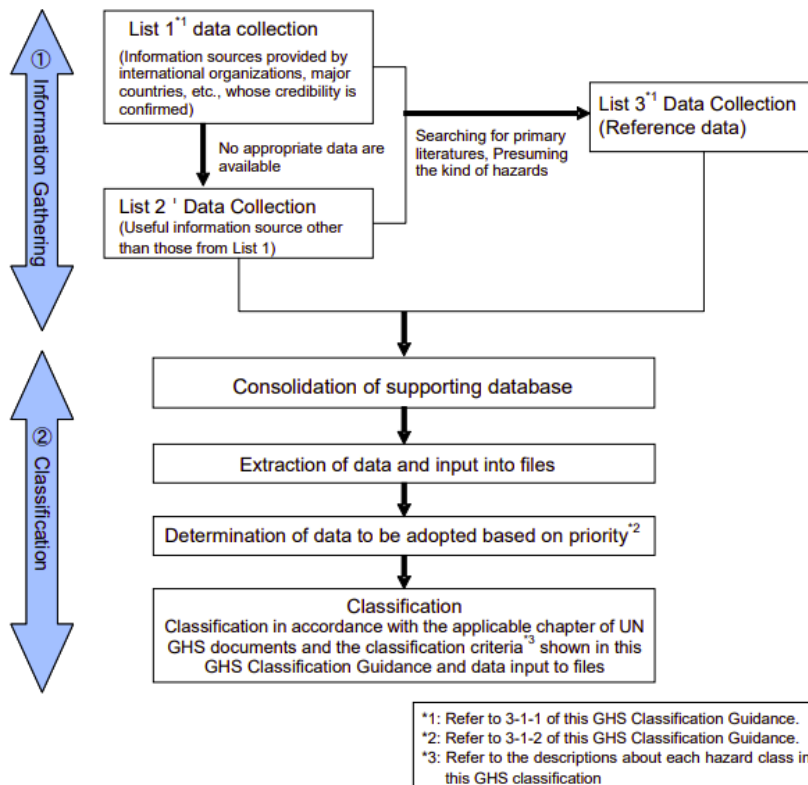 ① Information Gathering
List 1*1 data collection
(Information sources provided by
international organizations, major
countries, etc., whose credibility is
confirmed)
No appropriate data are
available
List 2 ' Data Collection
(Useful information source other
than those from List 1)
Searching for primary
literatures, Presuming
the kind of hazards
List 3*1 Data Collection
(Reference data)
② Classification
Consolidation of supporting database
Extraction of data and input into files
Determination of data to be adopted based on priority*2
Classification
Classification in accordance with the applicable chapter of UN
GHS documents and the classification criteria*3 shown in this
GHS Classification Guidance and data input to files
*1: Refer to 3-1-1 of this GHS Classification Guidance.
*2: Refer to 3-1-2 of this GHS Classification Guidance.
*3: Refer to the descriptions about each hazard class in
this GHS classification